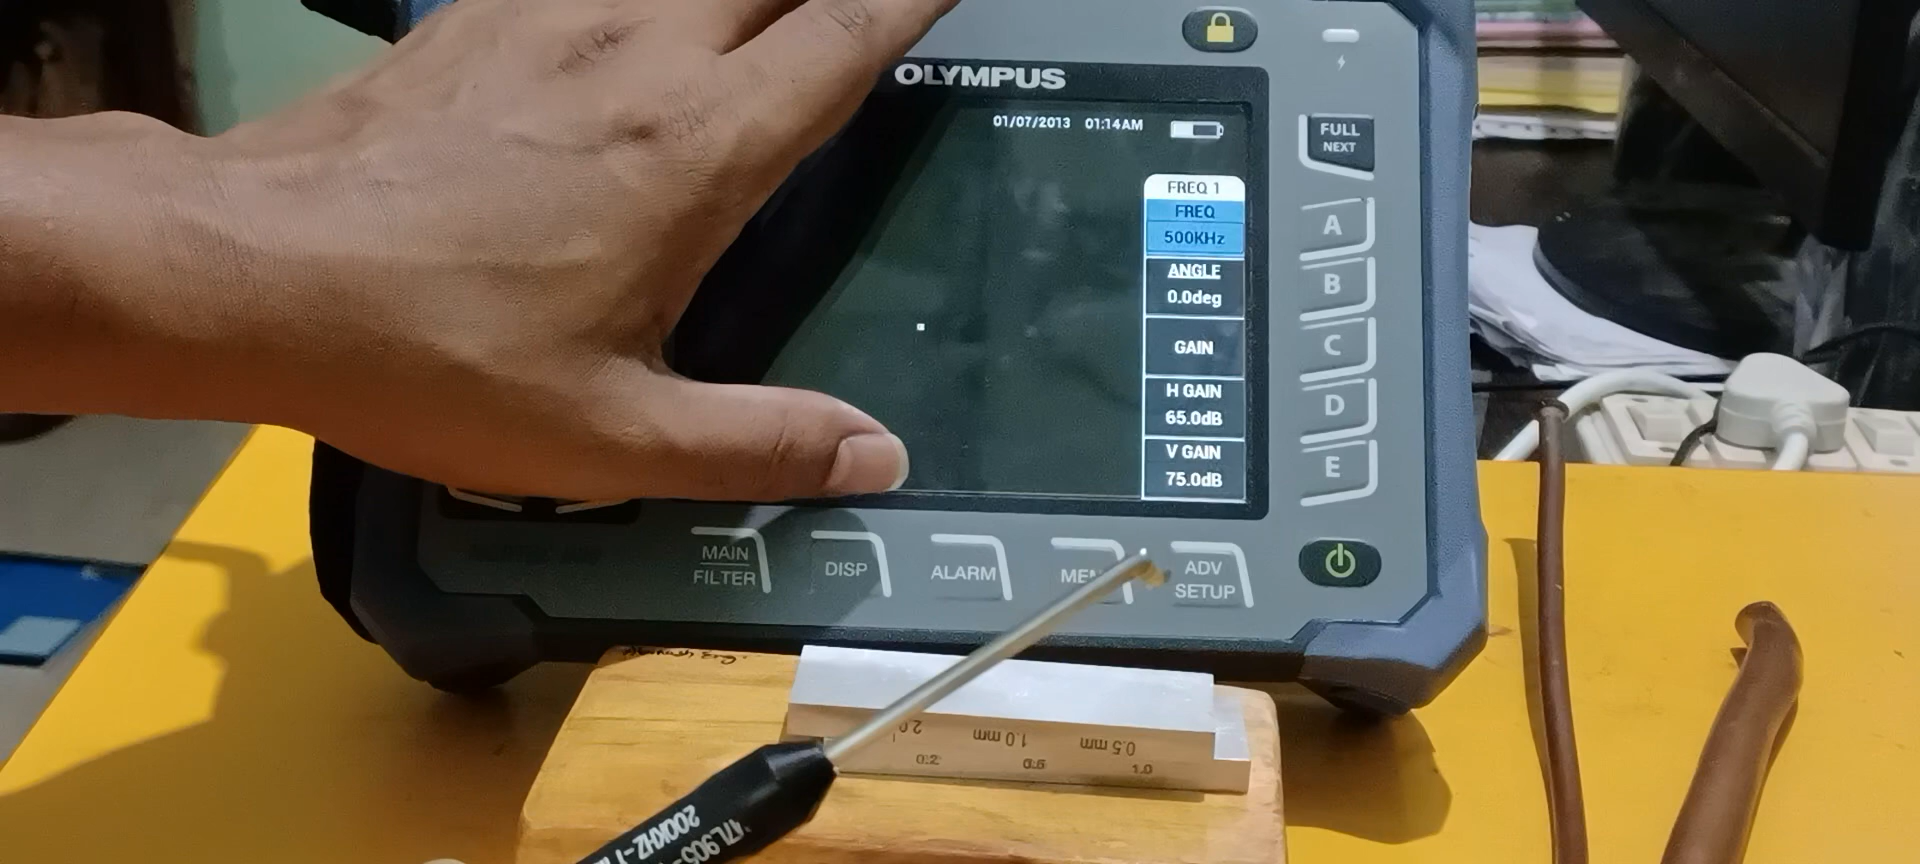 OLYMPUS
01/07/2013 01:14AM
FULL
NEXT
FREQ 1
FREQ
500KHz
A
ANGLE
0.0deg
B
GAIN
C
H GAIN
65.0dB
D
V GAIN
75.0dB
E
MAIN
FILTER
DISP
ALARM
ADV
SETUP
2.0
1.0 mm
0.5 mm
0.2
1.0
200KHZ-1